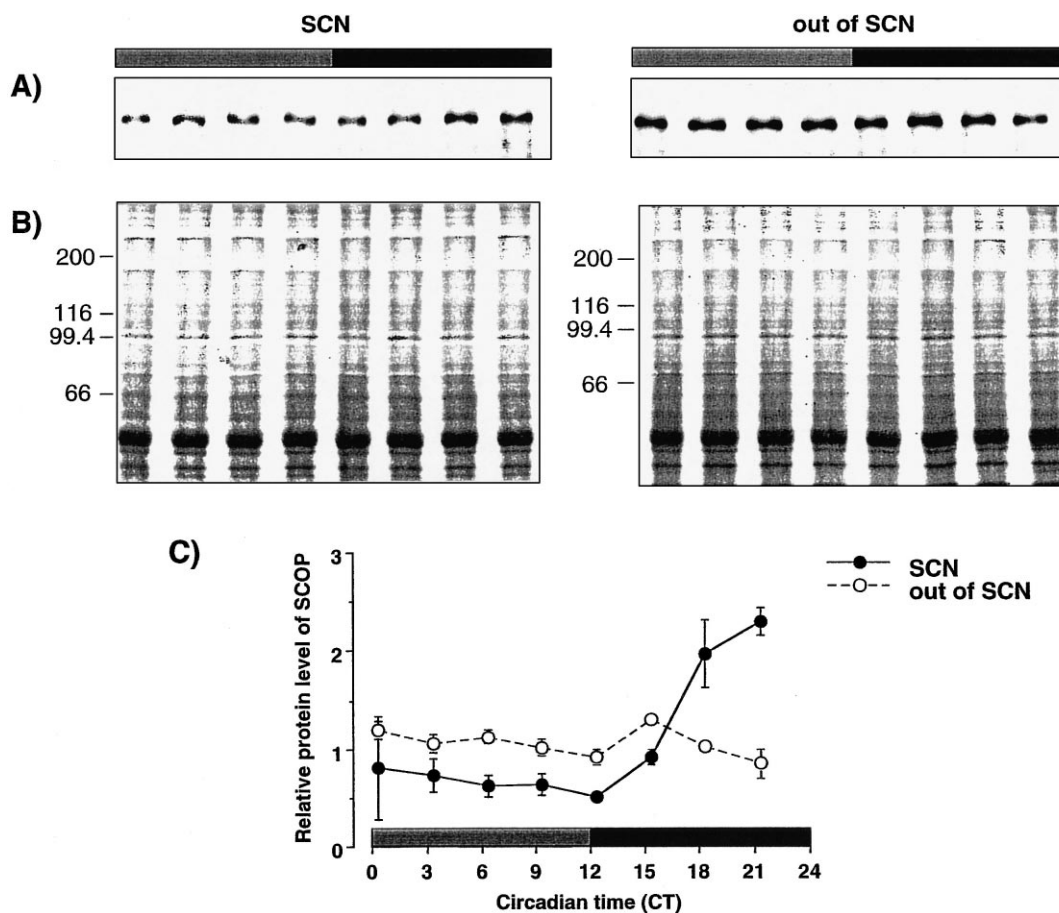 SCN
out of SCN
A)
B)
200
116
99.4
66
200
116
99.4
66
C)
Relative protein level of SCOP
3
2
1
0
SCN
out of SCN
0 3 6 9 12 15 18 21 24
Circadian time (CT)